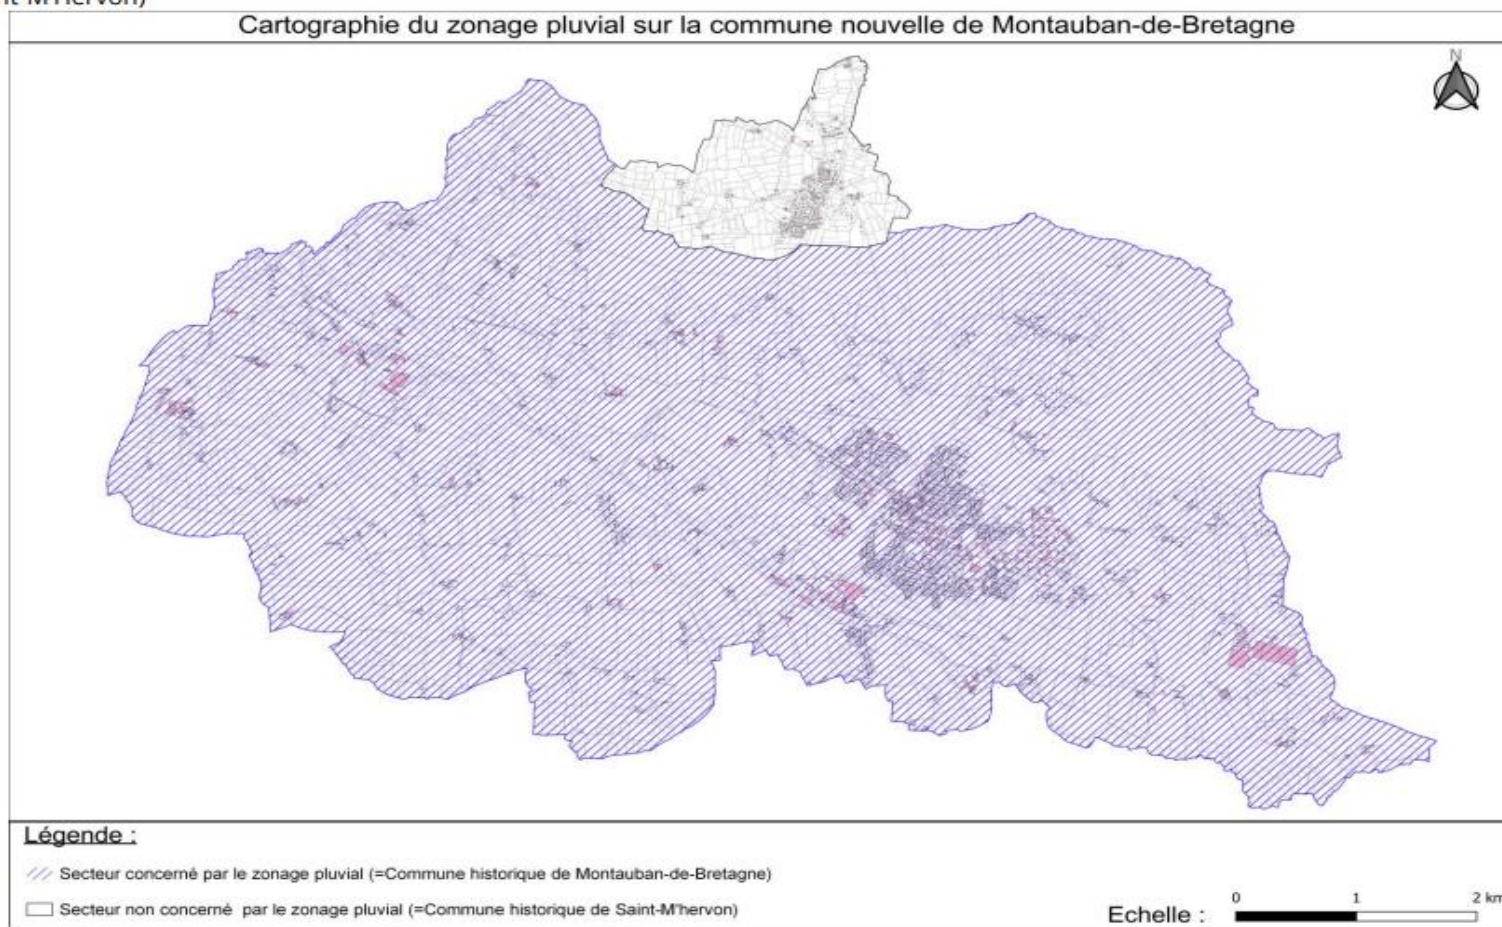 nt M'Hervon)
Cartographie du zonage pluvial sur la commune nouvelle de Montauban-de-Bretagne
N
Légende :
Secteur concerné par le zonage pluvial (=Commune historique de Montauban-de-Bretagne)
Secteur non concerné par le zonage pluvial (=Commune historique de Saint-M'hervon)
Echelle :
0 1 2 km